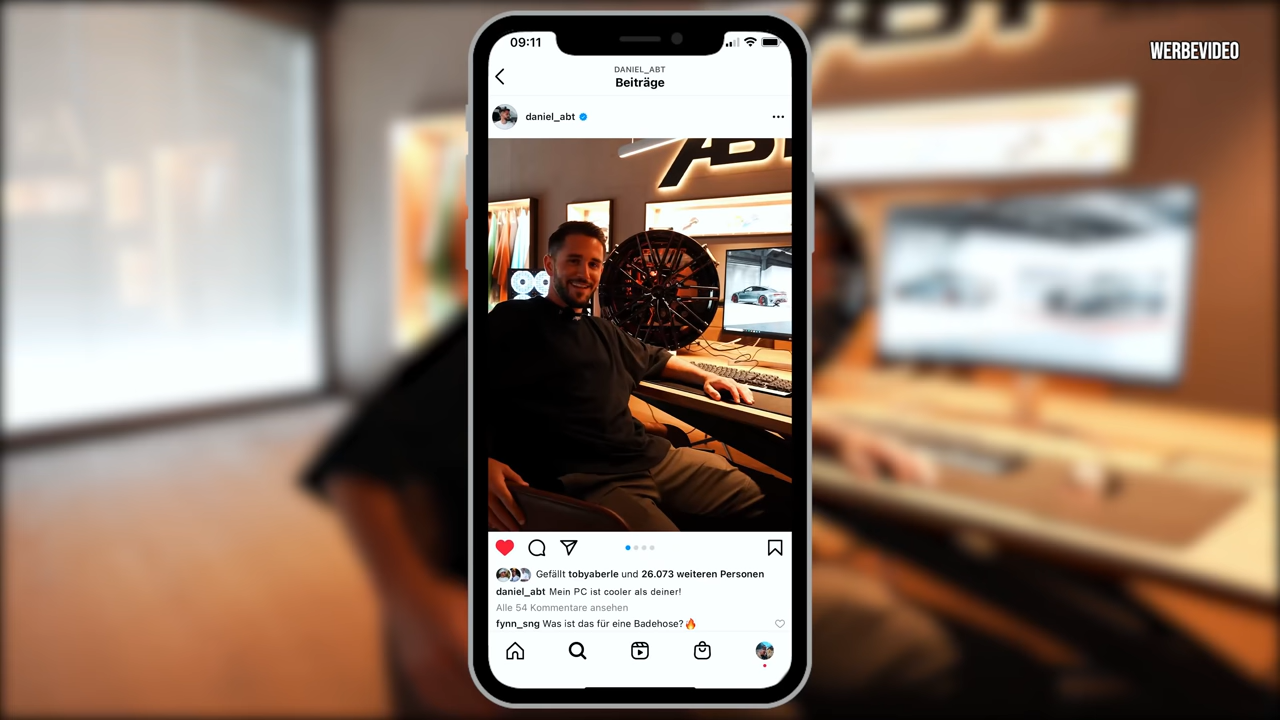 WERBEVIDEO
09:11
DANIEL_ABT
Beiträge
daniel_abt
ABT
Gefällt tobyaberle und 26.073 weiteren Personen
daniel_abt Mein PC ist cooler als deiner!
Alle 54 Kommentare ansehen
fynn_sng Was ist das für eine Badehose?🔥